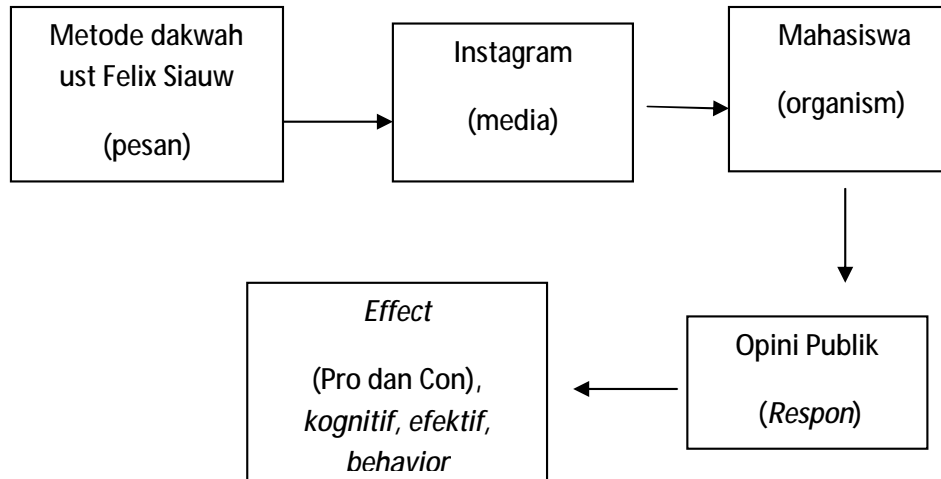 Metode dakwah
ust Felix Siauw
(pesan)
Instagram
(media)
Mahasiswa
(organism)
Opini Publik
(Respon)
Effect
(Pro dan Con),
kognitif, efektif,
behavior